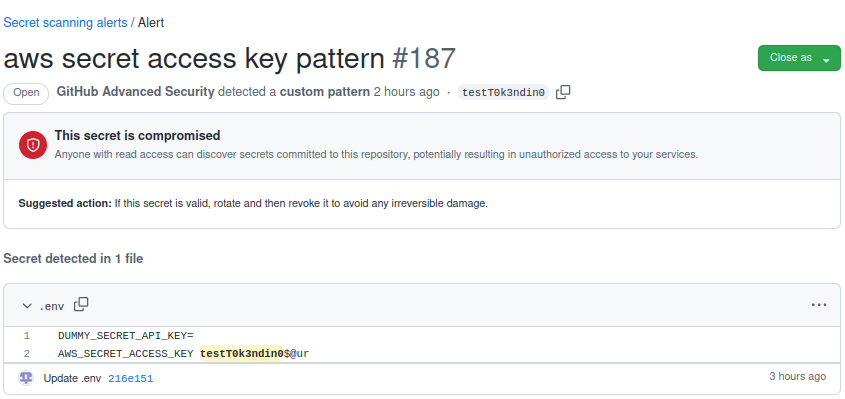 Secret scanning alerts / Alert
aws secret access key pattern #187
Close as
Open GitHub Advanced Security detected a custom pattern 2 hours ago · testT0k3ndin0
This secret is compromised
Anyone with read access can discover secrets committed to this repository, potentially resulting in unauthorized access to your services.
Suggested action: If this secret is valid, rotate and then revoke it to avoid any irreversible damage.
Secret detected in 1 file
.env
1 DUMMY_SECRET_API_KEY=
2 AWS_SECRET_ACCESS_KEY testT0k3ndin0$@ur
Update .env 216e151 3 hours ago